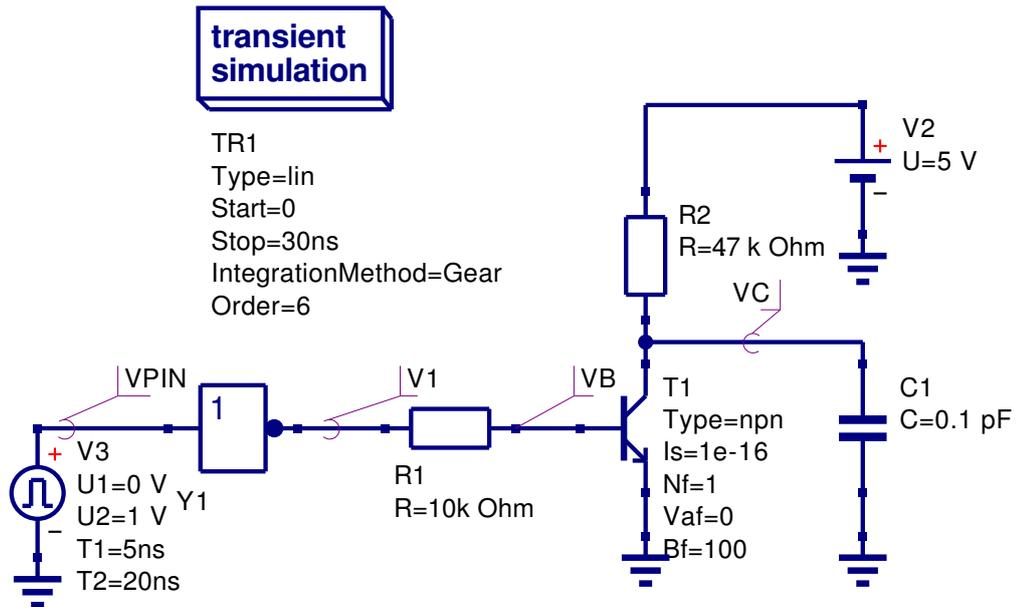 transient
simulation
TR1
Type=lin
Start=0
Stop=30ns
IntegrationMethod=Gear
Order=6
+
V2
U=5 V
−
R2
R=47 k Ohm
VC
VPIN
1
V1
VB
T1
Type=npn
Is=1e-16
Nf=1
Vaf=0
Bf=100
C1
C=0.1 pF
+
V3
U1=0 V
U2=1 V
T1=5ns
T2=20ns
−
Y1
R1
R=10k Ohm